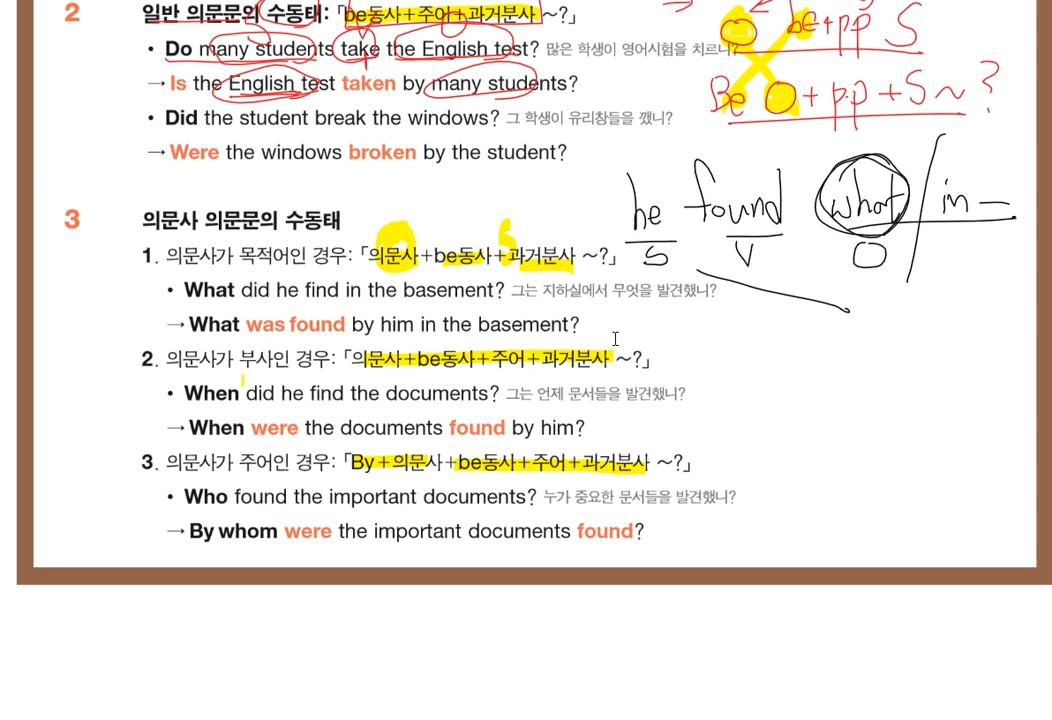 2 일반 의문문의 수동태: 「be동사+주어+과거분사 ~?」
be+pp S
• Do many students take the English test? 많은 학생이 영어시험을 치르니?
→ Is the English test taken by many students?
Be O+ p.p +S ~ ?
• Did the student break the windows? 그 학생이 유리창들을 깼니?
→ Were the windows broken by the student?
he found what / in —
S V O
3 의문사 의문문의 수동태
S
1. 의문사가 목적어인 경우: 「의문사+be동사+과거분사 ~?」
• What did he find in the basement? 그는 지하실에서 무엇을 발견했니?
→ What was found by him in the basement?
2. 의문사가 부사인 경우: 「의문사+be동사+주어+과거분사 ~?」
• When did he find the documents? 그는 언제 문서들을 발견했니?
→ When were the documents found by him?
3. 의문사가 주어인 경우: 「By+의문사+be동사+주어+과거분사 ~?」
• Who found the important documents? 누가 중요한 문서들을 발견했니?
→ By whom were the important documents found?